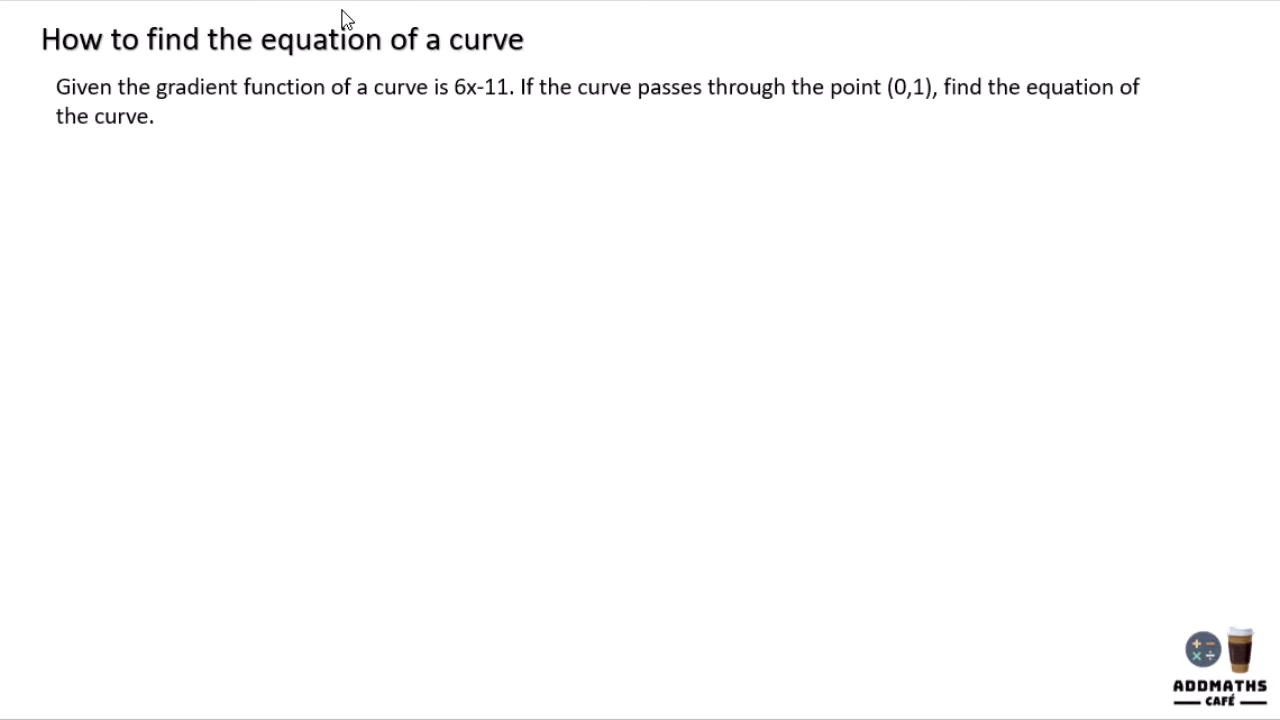 How to find the equation of a curve
Given the gradient function of a curve is 6x-11. If the curve passes through the point (0,1), find the equation of
the curve.
+ -
× ÷
ADDMATHS
CAFÉ